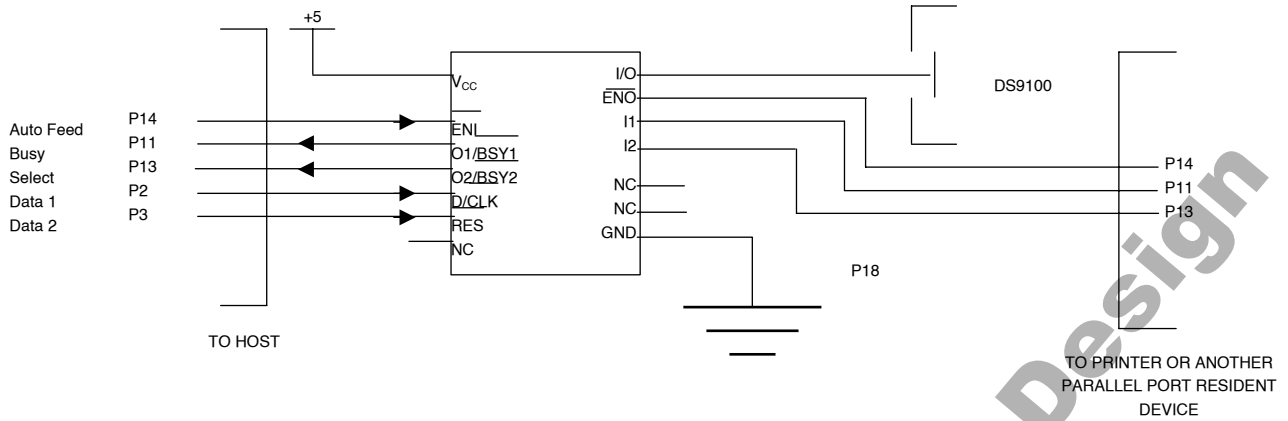 +5
Auto Feed P14
Busy P11
Select P13
Data 1 P2
Data 2 P3
TO HOST
VCC
ENI
O1/BSY1
O2/BSY2
D/CLK
RES
NC
I/O
ENO
I1
I2
NC
NC
GND
DS9100
P14
P11
P13
P18
TO PRINTER OR ANOTHER
PARALLEL PORT RESIDENT
DEVICE
Design